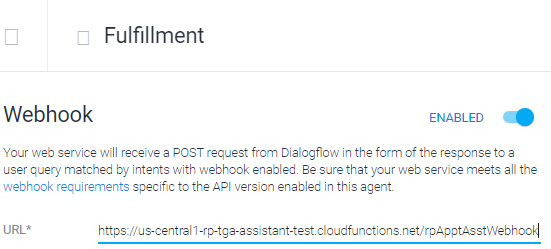 Fulfillment
Webhook
ENABLED
Your web service will receive a POST request from Dialogflow in the form of the response to a
user query matched by intents with webhook enabled. Be sure that your web service meets all the
webhook requirements specific to the API version enabled in this agent.
URL*
https://us-central1-rp-tga-assistant-test.cloudfunctions.net/rpApptAsstWebhook